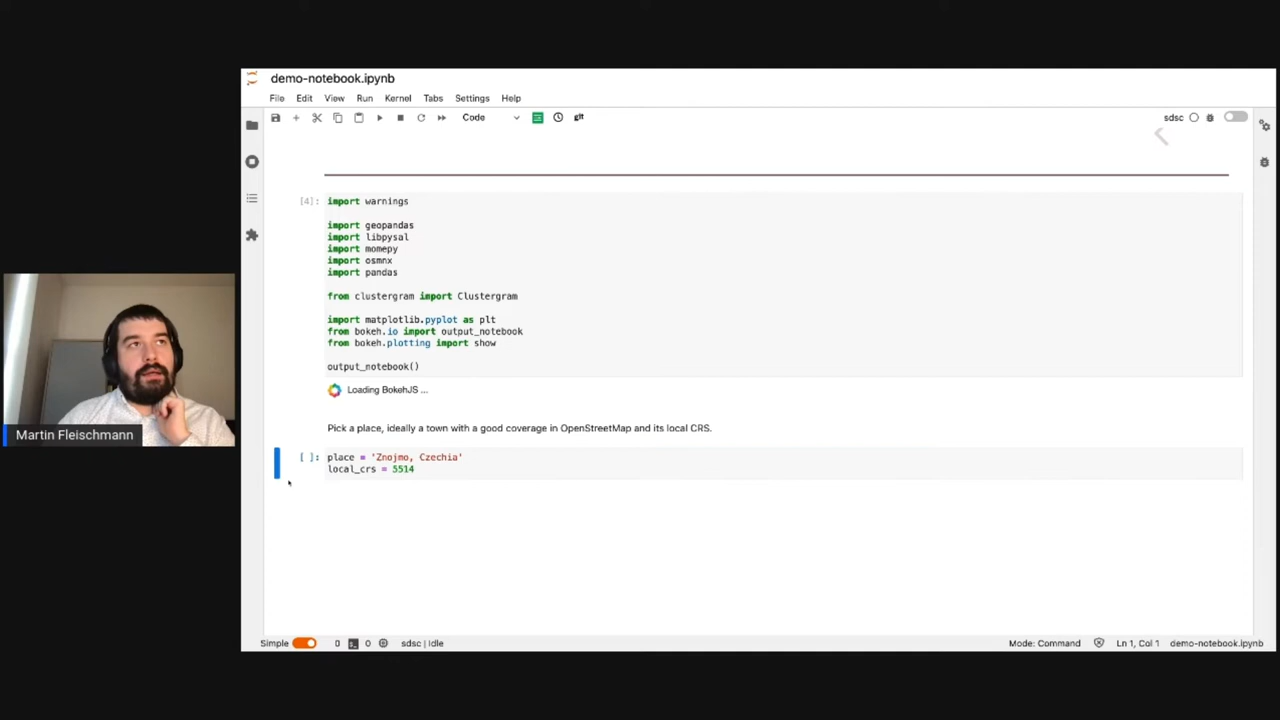 demo-notebook.ipynb
File Edit View Run Kernel Tabs Settings Help
Code
git
sdsc
[4]:
import warnings
import geopandas
import libpysal
import momepy
import osmnx
import pandas
from clustergram import Clustergram
import matplotlib.pyplot as plt
from bokeh.io import output_notebook
from bokeh.plotting import show
output_notebook()
Loading BokehJS ...
Pick a place, ideally a town with a good coverage in OpenStreetMap and its local CRS.
[ ]: place = 'Znojmo, Czechia'
local_crs = 5514
Martin Fleischmann
Simple 0 0 sdsc | Idle Mode: Command Ln 1, Col 1 demo-notebook.ipynb